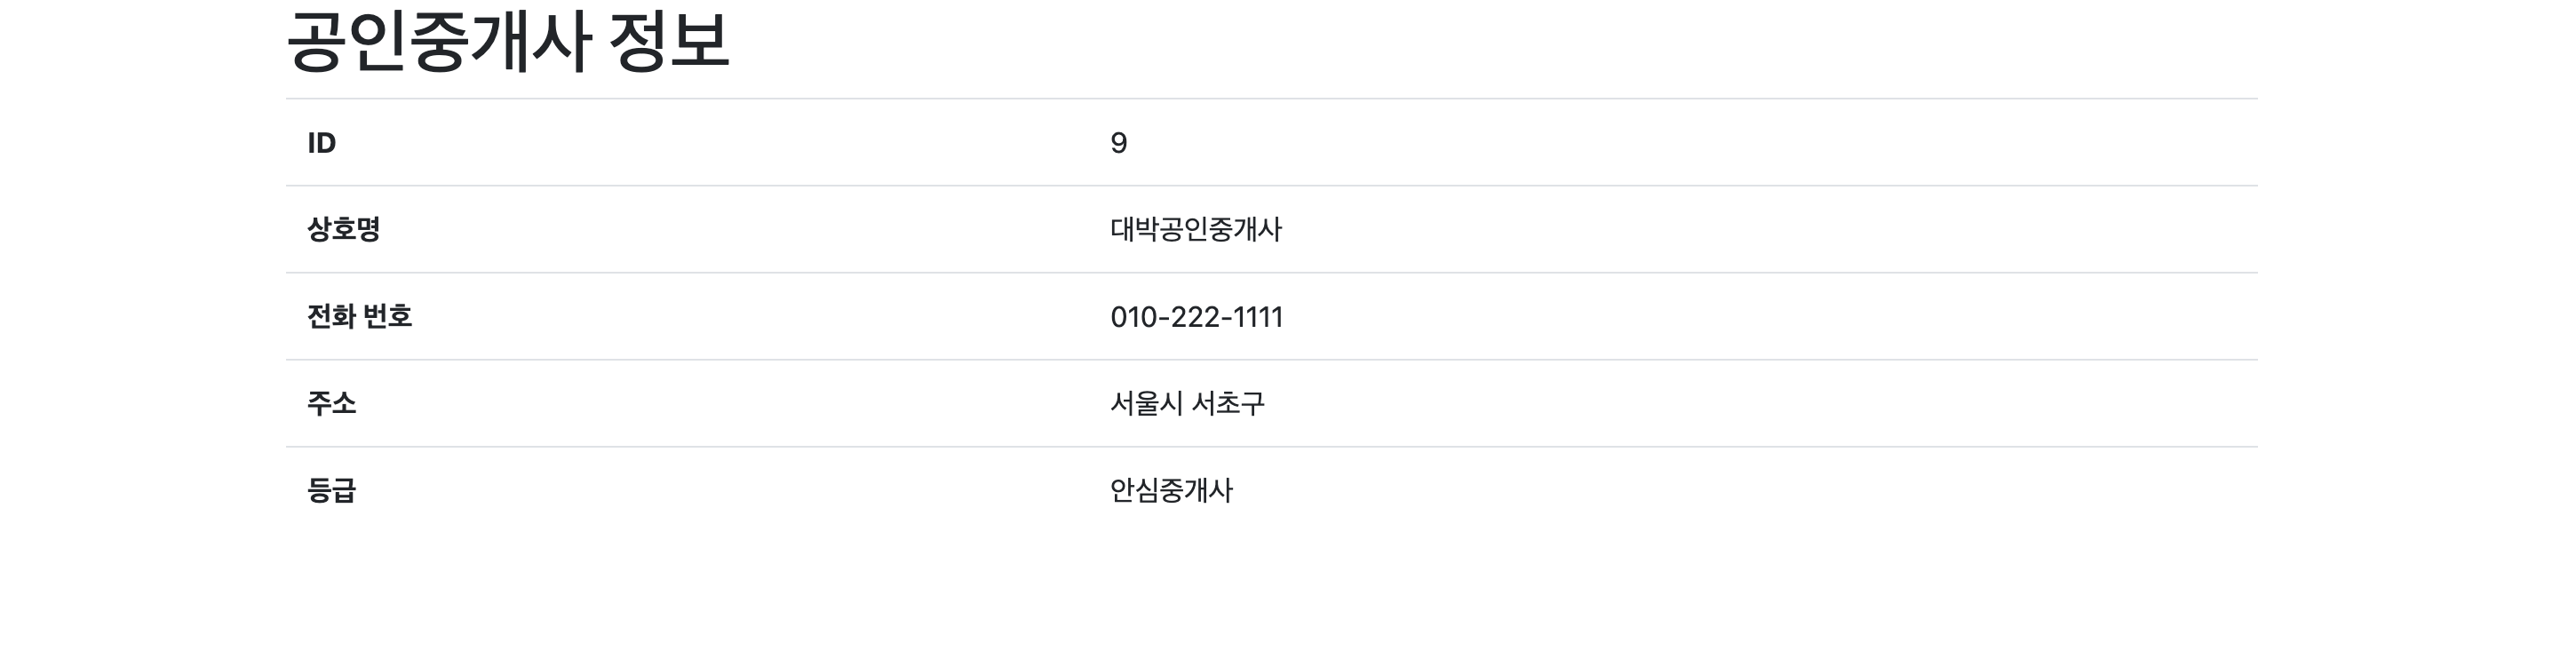 공인중개사 정보
ID 9
상호명 대박공인중개사
전화 번호 010-222-1111
주소 서울시 서초구
등급 안심중개사